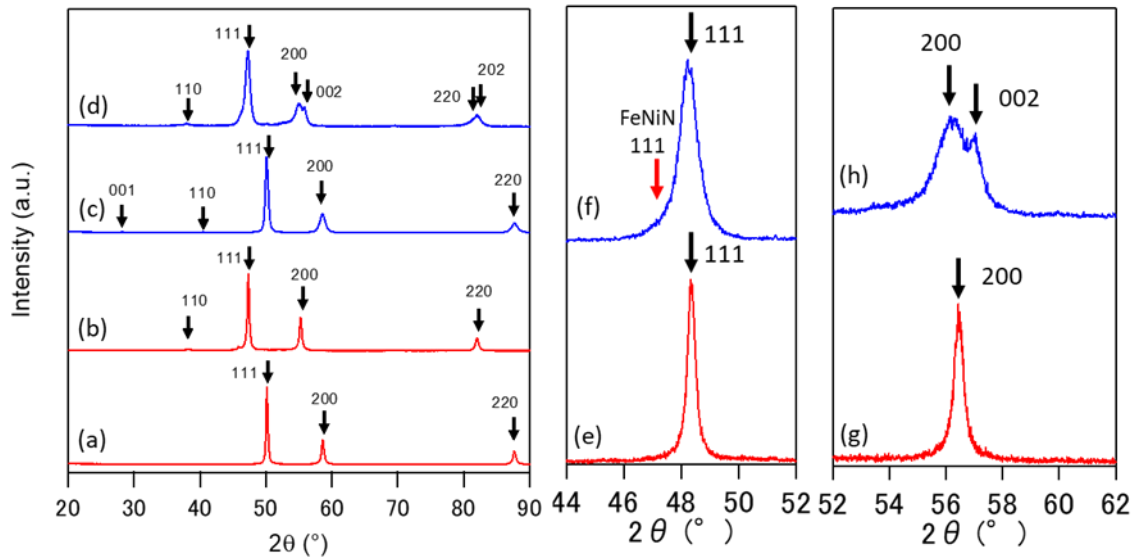 Intensity (a.u.)
(d)
110
111
200
002
220
202
(c)
001
110
111
200
220
(b)
110
111
200
220
(a)
111
200
220
20 30 40 50 60 70 80 90
2θ (°)
(f)
111
FeNiN
111
(e)
111
44 46 48 50 52
2θ (°)
(h)
200
002
(g)
200
52 54 56 58 60 62
2θ (°)